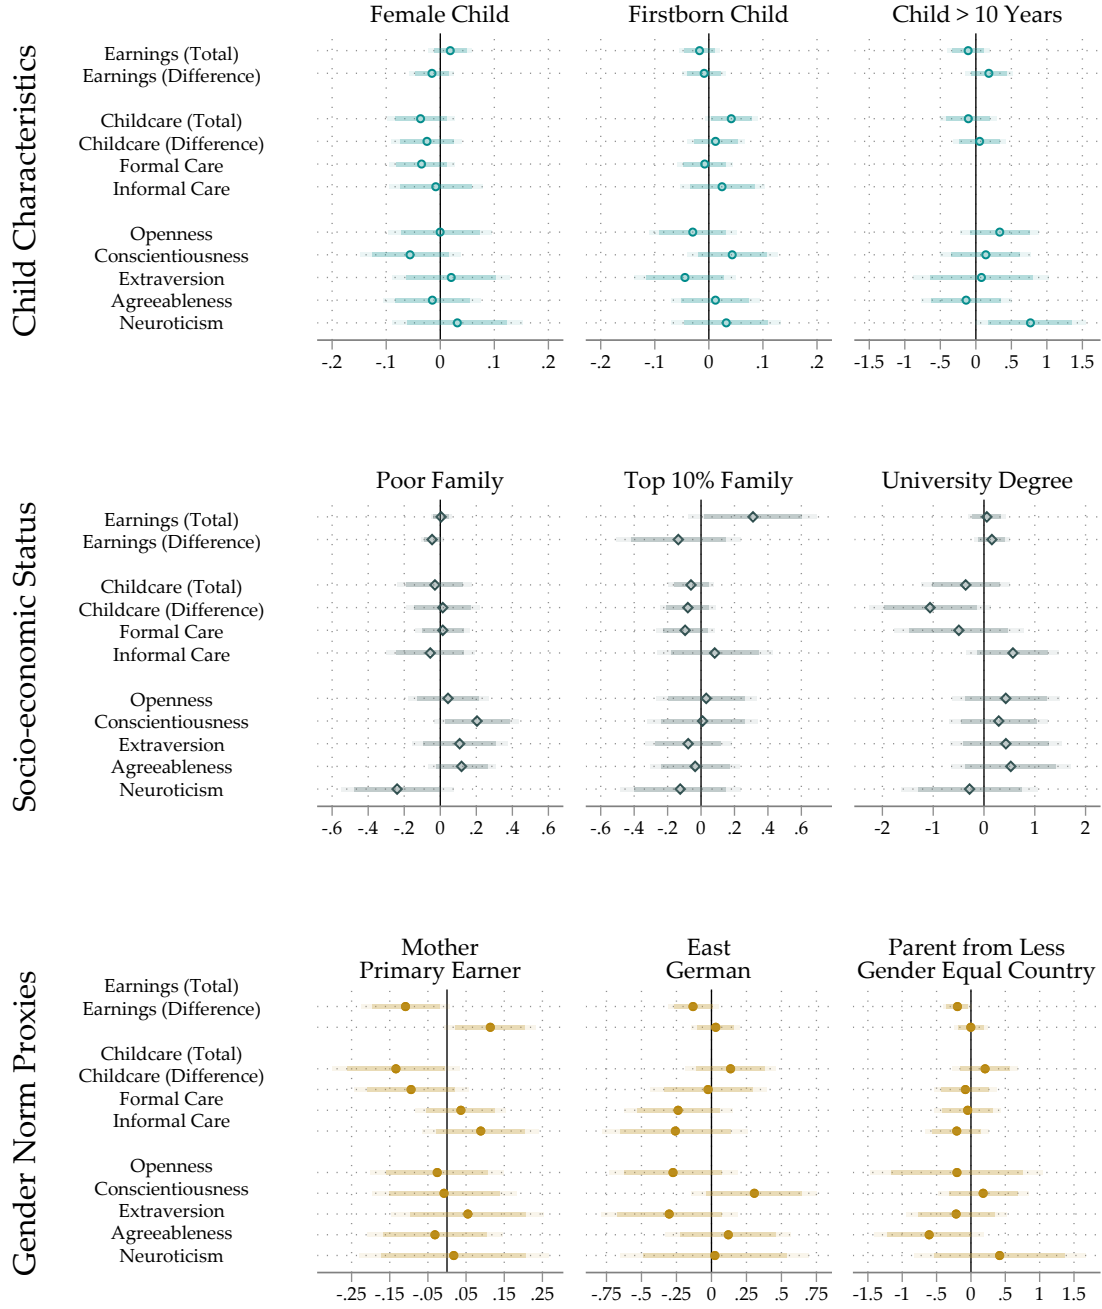 Child Characteristics
Female Child
Firstborn Child
Child > 10 Years
Earnings (Total)
Earnings (Difference)
Childcare (Total)
Childcare (Difference)
Formal Care
Informal Care
Openness
Conscientiousness
Extraversion
Agreeableness
Neuroticism
-.2 -.1 0 .1 .2
-.2 -.1 0 .1 .2
-1.5 -1 -.5 0 .5 1 1.5
Socio-economic Status
Poor Family
Top 10% Family
University Degree
Earnings (Total)
Earnings (Difference)
Childcare (Total)
Childcare (Difference)
Formal Care
Informal Care
Openness
Conscientiousness
Extraversion
Agreeableness
Neuroticism
-.6 -.4 -.2 0 .2 .4 .6
-.6 -.4 -.2 0 .2 .4 .6
-2 -1 0 1 2
Gender Norm Proxies
Mother
Primary Earner
East
German
Parent from Less
Gender Equal Country
Earnings (Total)
Earnings (Difference)
Childcare (Total)
Childcare (Difference)
Formal Care
Informal Care
Openness
Conscientiousness
Extraversion
Agreeableness
Neuroticism
-.25 -.15 -.05 .05 .15 .25
-.75 -.5 -.25 0 .25 .5 .75
-1.5 -1 -.5 0 .5 1 1.5